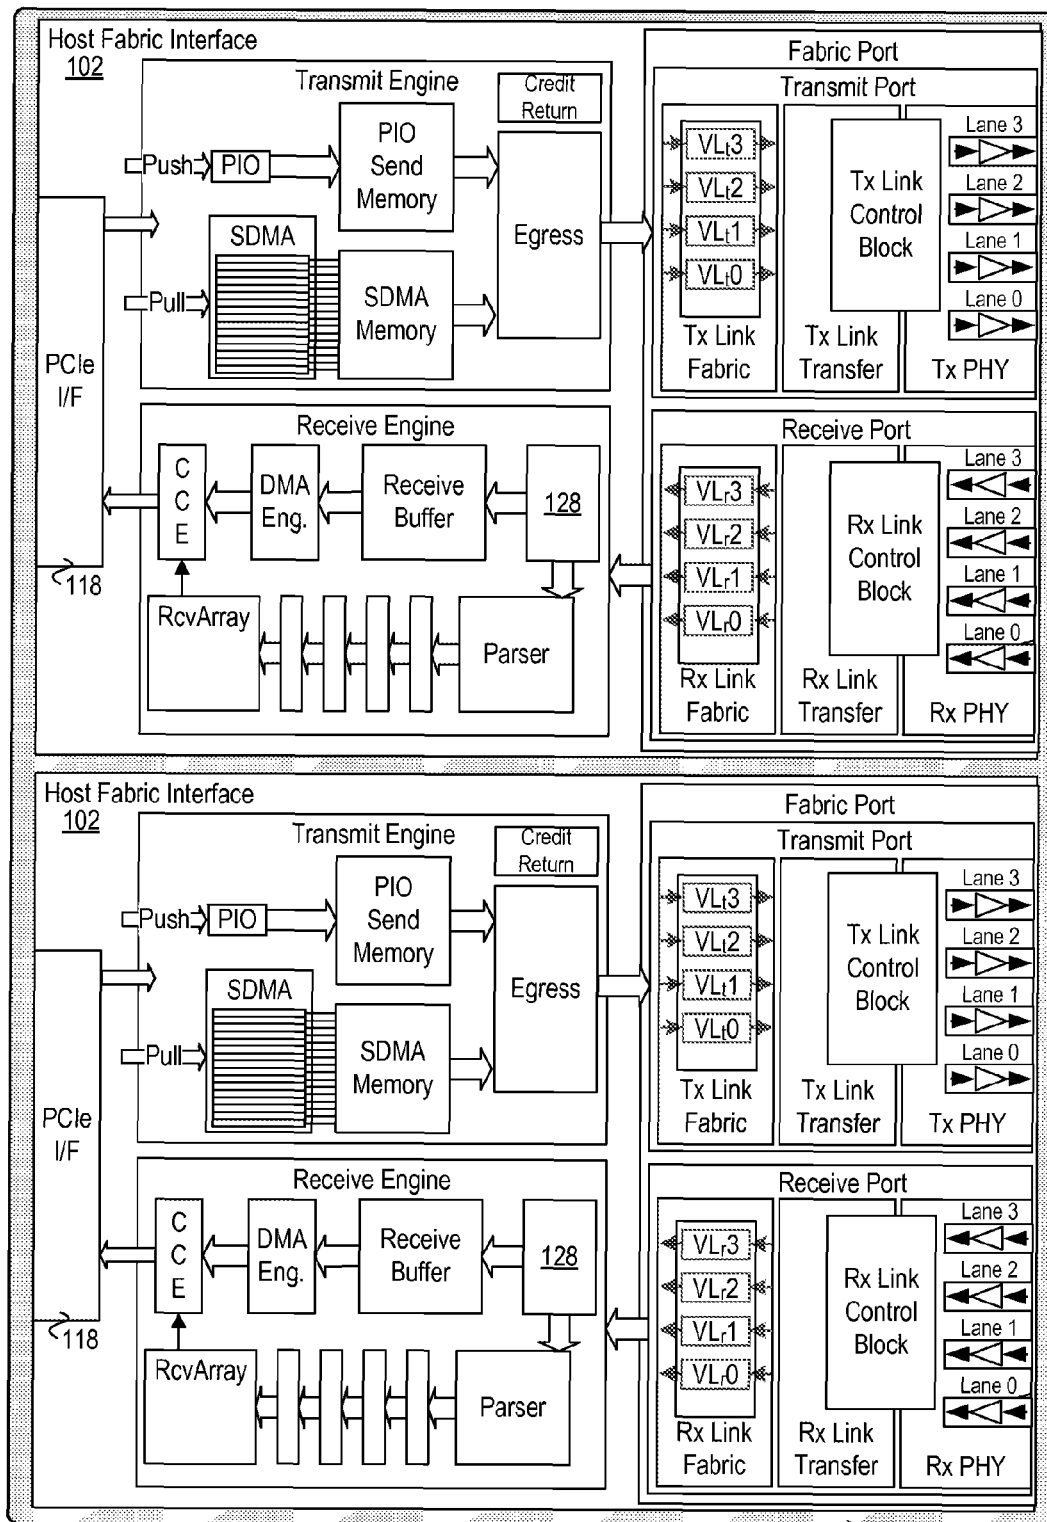 Host Fabric Interface
102
Transmit Engine
Credit
Return
Push
PIO
PIO
Send
Memory
Egress
SDMA
Pull
SDMA
Memory
PCIe
I/F
118
Receive Engine
C
C
E
DMA
Eng.
Receive
Buffer
128
RcvArray
Parser
Fabric Port
Transmit Port
VLt3
VLt2
VLt1
VLt0
Tx Link
Fabric
Tx Link
Control
Block
Tx Link
Transfer
Lane 3
Lane 2
Lane 1
Lane 0
Tx PHY
Receive Port
VLr3
VLr2
VLr1
VLr0
Rx Link
Fabric
Rx Link
Control
Block
Rx Link
Transfer
Lane 3
Lane 2
Lane 1
Lane 0
Rx PHY
Host Fabric Interface
102
Transmit Engine
Credit
Return
Push
PIO
PIO
Send
Memory
Egress
SDMA
Pull
SDMA
Memory
PCIe
I/F
118
Receive Engine
C
C
E
DMA
Eng.
Receive
Buffer
128
RcvArray
Parser
Fabric Port
Transmit Port
VLt3
VLt2
VLt1
VLt0
Tx Link
Fabric
Tx Link
Control
Block
Tx Link
Transfer
Lane 3
Lane 2
Lane 1
Lane 0
Tx PHY
Receive Port
VLr3
VLr2
VLr1
VLr0
Rx Link
Fabric
Rx Link
Control
Block
Rx Link
Transfer
Lane 3
Lane 2
Lane 1
Lane 0
Rx PHY